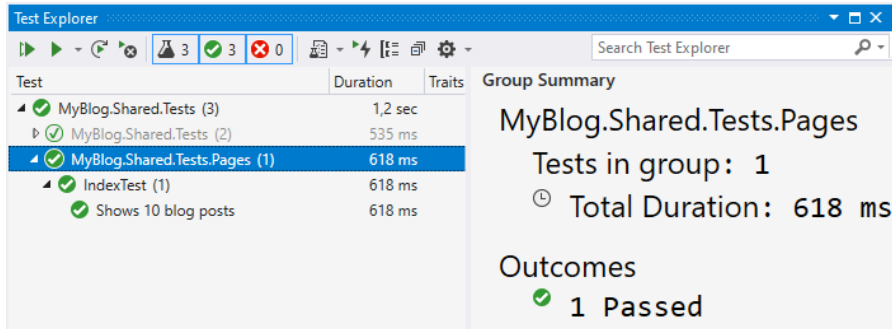 Test Explorer
3 3 0
Search Test Explorer
Test Duration Traits
MyBlog.Shared.Tests (3) 1,2 sec
MyBlog.Shared.Tests (2) 535 ms
MyBlog.Shared.Tests.Pages (1) 618 ms
IndexTest (1) 618 ms
Shows 10 blog posts 618 ms
Group Summary
MyBlog.Shared.Tests.Pages
Tests in group: 1
Total Duration: 618 ms
Outcomes
1 Passed